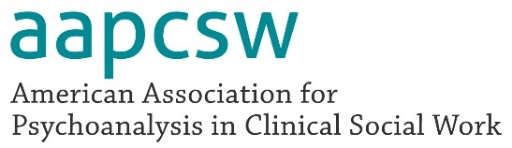 aapcsw
American Association for
Psychoanalysis in Clinical Social Work